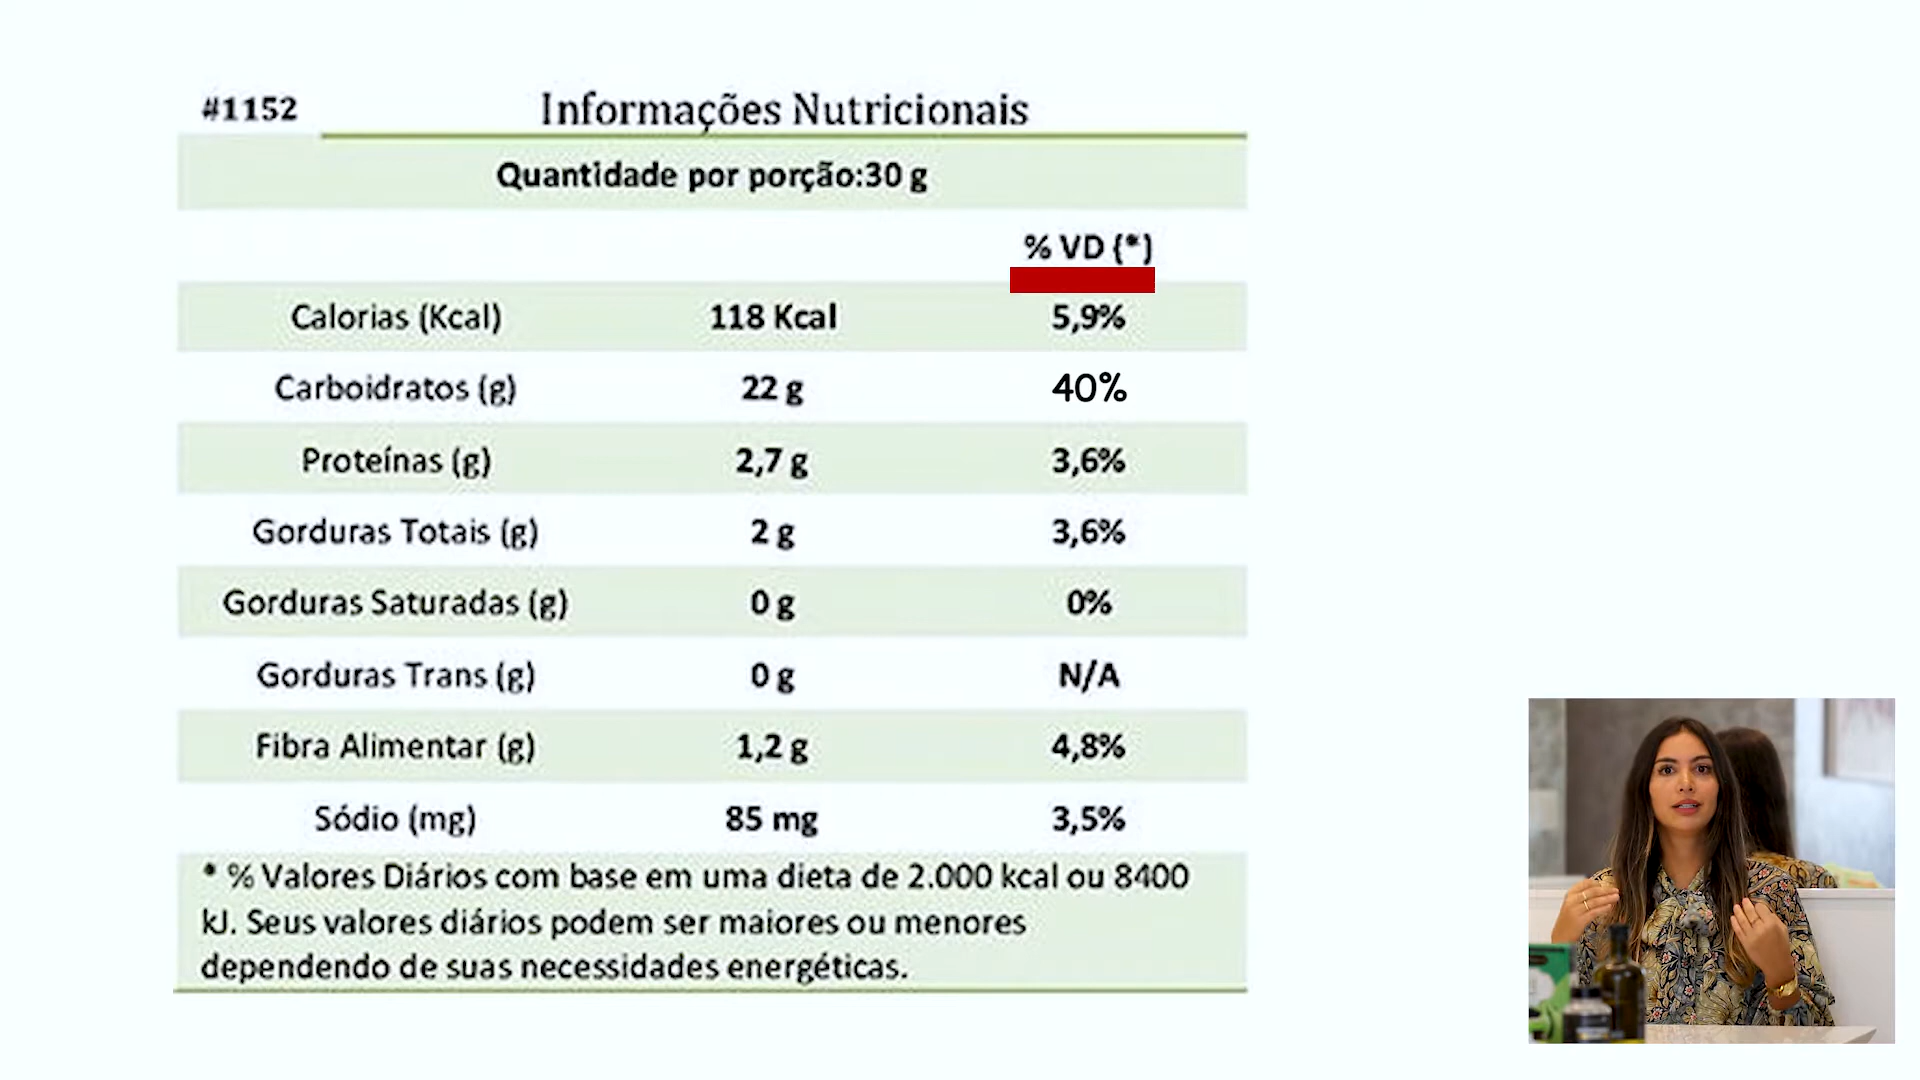 #1152 Informações Nutricionais
Quantidade por porção:30 g
% VD (*)
Calorias (Kcal) 118 Kcal 5,9%
Carboidratos (g) 22 g 40%
Proteínas (g) 2,7 g 3,6%
Gorduras Totais (g) 2 g 3,6%
Gorduras Saturadas (g) 0 g 0%
Gorduras Trans (g) 0 g N/A
Fibra Alimentar (g) 1,2 g 4,8%
Sódio (mg) 85 mg 3,5%
* % Valores Diários com base em uma dieta de 2.000 kcal ou 8400
kJ. Seus valores diários podem ser maiores ou menores
dependendo de suas necessidades energéticas.